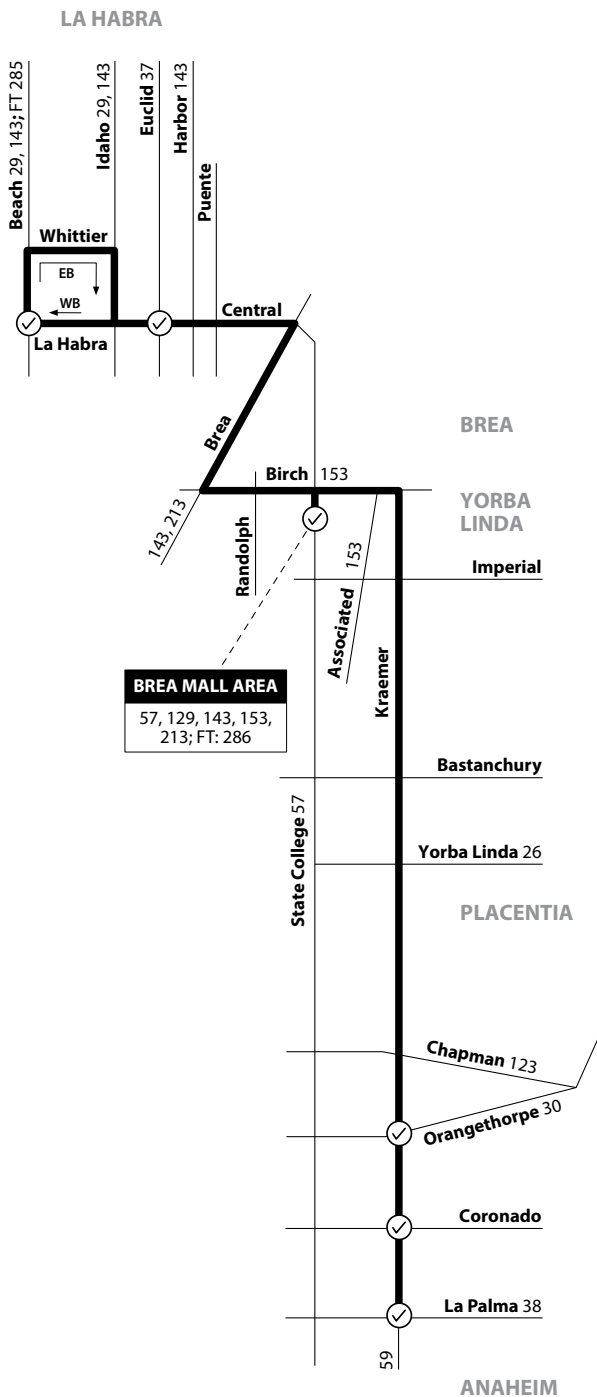 LA HABRA
Beach 29, 143; FT 285
Idaho 29, 143
Euclid 37
Harbor 143
Puente
Whittier
EB
WB
La Habra
Central
Brea
BREA
Birch 153
143, 213
Randolph
YORBA
LINDA
Associated 153
Imperial
Kraemer
BREA MALL AREA
57, 129, 143, 153,
213; FT: 286
Bastanchury
State College 57
Yorba Linda 26
PLACENTIA
Chapman 123
Orangethorpe 30
Coronado
La Palma 38
59
ANAHEIM